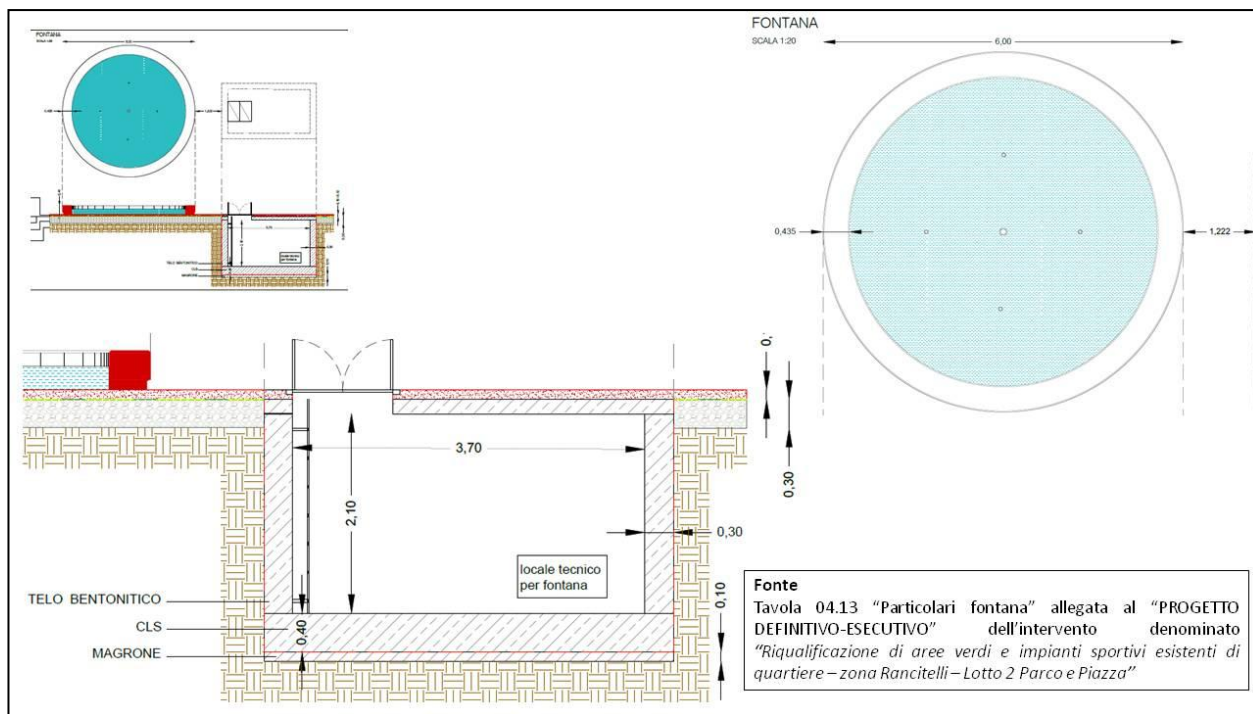 FONTANA
FONTANA
SCALA 1:20
6,00
0,435
1,222
TELO BENTONITICO
CLS
MAGRONE
0,
3,70
2,10
0,30
0,30
locale tecnico
per fontana
TELO BENTONITICO
CLS
MAGRONE
0,40
0,10
Fonte
Tavola 04.13 “Particolari fontana” allegata al “PROGETTO
DEFINITIVO-ESECUTIVO” dell’intervento denominato
“Riqualificazione di aree verdi e impianti sportivi esistenti di
quartiere – zona Rancitelli – Lotto 2 Parco e Piazza”